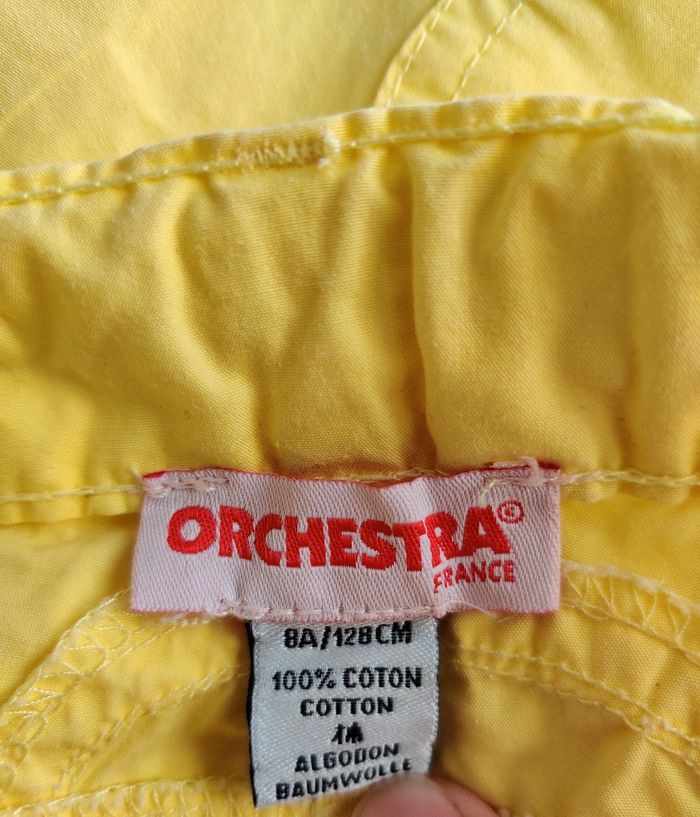 ORCHESTRA®
FRANCE
8A/128CM
100% COTON
COTTON
ALGODON
BAUMWOLLE